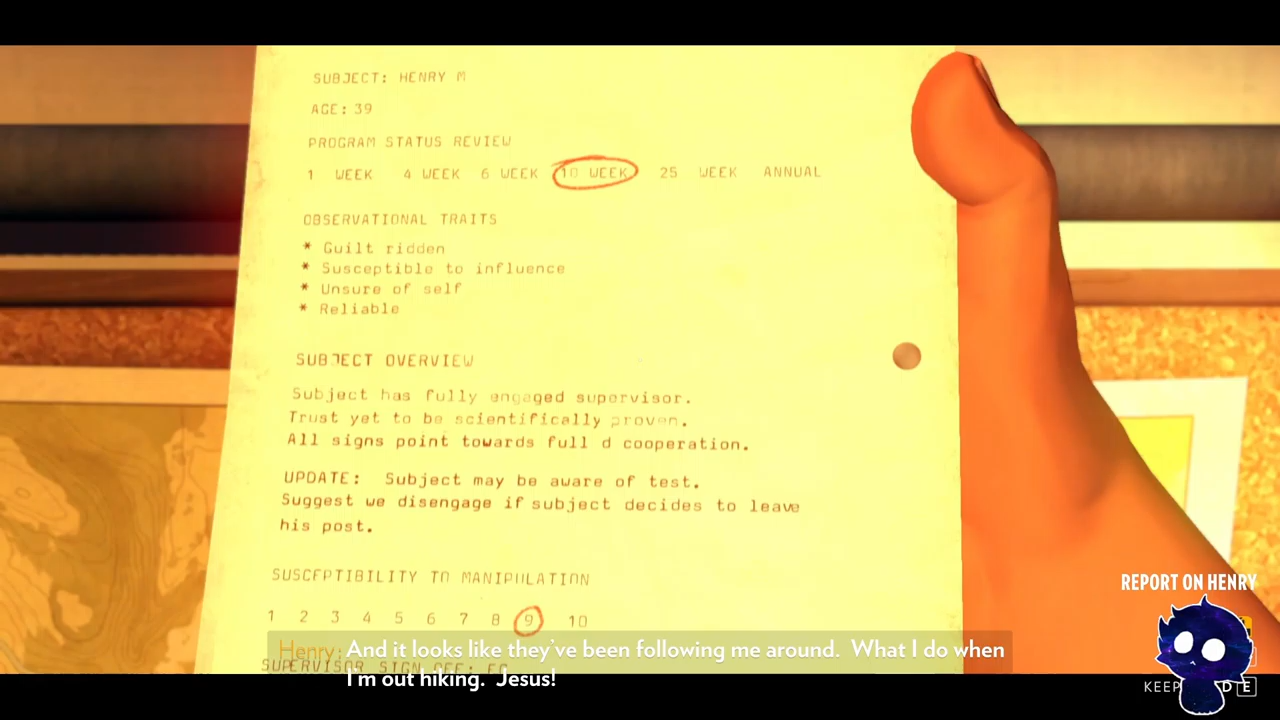 SUBJECT: HENRY M
AGE: 39
PROGRAM STATUS REVIEW
1 WEEK 4 WEEK 6 WEEK 10 WEEK 25 WEEK ANNUAL
OBSERVATIONAL TRAITS
* Guilt ridden
* Susceptible to influence
* Unsure of self
* Reliable
SUBJECT OVERVIEW
Subject has fully engaged supervisor.
Trust yet to be scientifically proven.
All signs point towards full d cooperation.
UPDATE: Subject may be aware of test.
Suggest we disengage if subject decides to leave
his post.
SUSCEPTIBILITY TO MANIPULATION
1 2 3 4 5 6 7 8 9 10
SUPERVISOR SIGN OFF:
Henry: And it looks like they've been following me around. What I do when
I'm out hiking. Jesus!
REPORT ON HENRY
KEEP
E